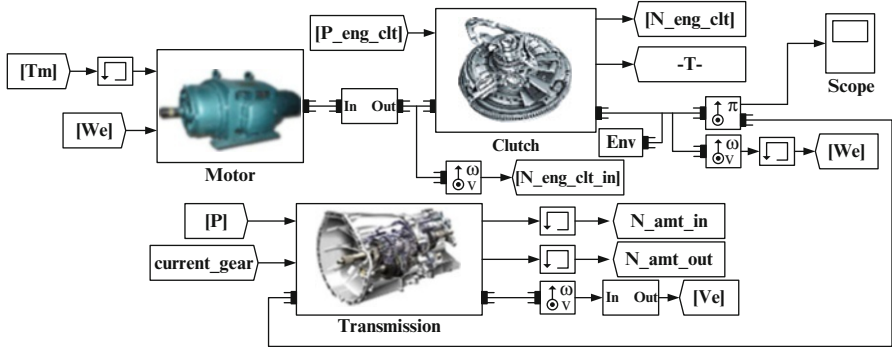 [P_eng_clt]
[N_eng_clt]
Scope
[Tm]
-T-
In Out
π
[We]
Env
Clutch
ω
v
[We]
Motor
ω
v
[N_eng_clt_in]
[P]
N_amt_in
current_gear
N_amt_out
ω
v
In Out
[Ve]
Transmission